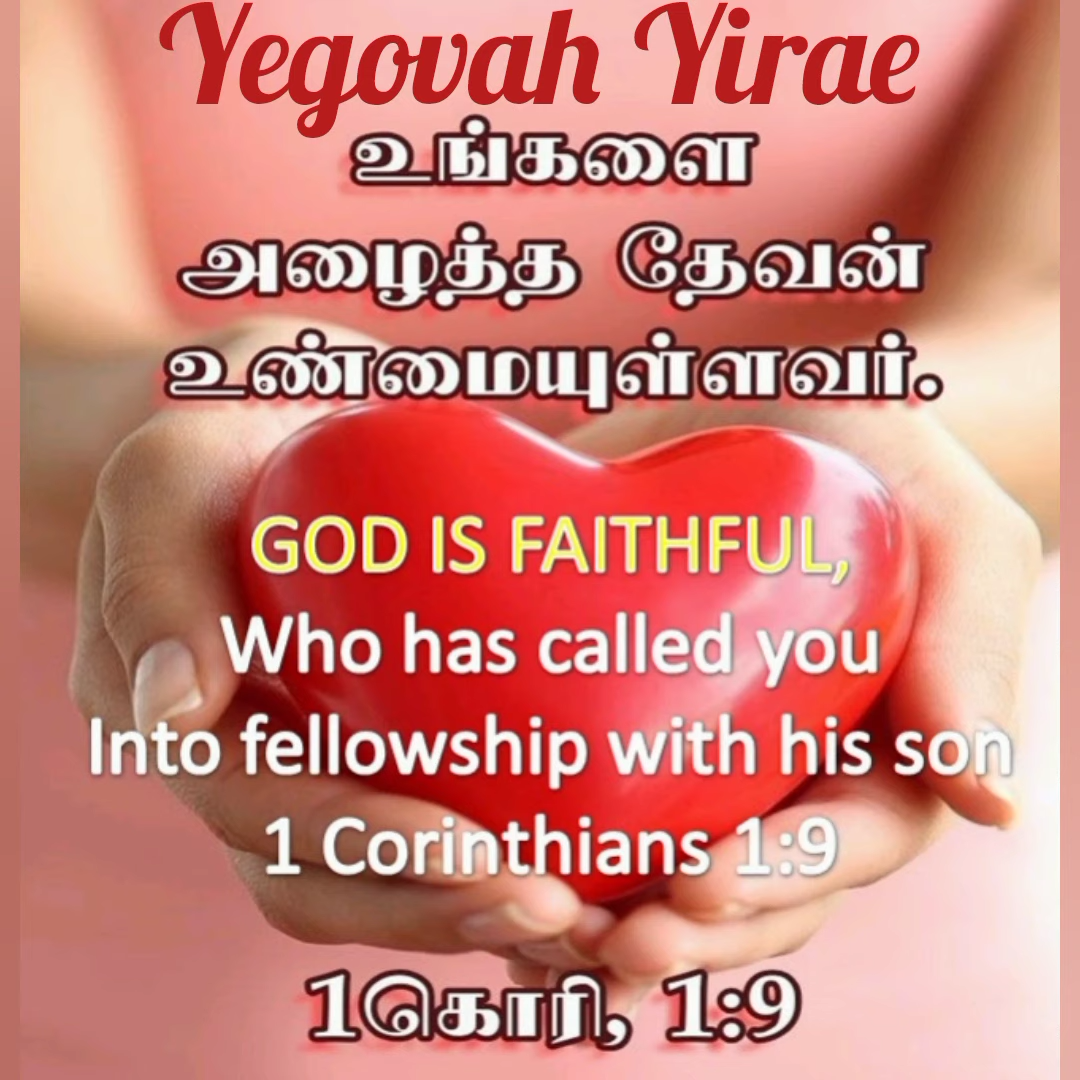 Yegovah Yirae
உங்களை
அழைத்த தேவன்
உண்மையுள்ளவர்.
GOD IS FAITHFUL,
Who has called you
Into fellowship with his son
1 Corinthians 1:9
1கொரி, 1:9